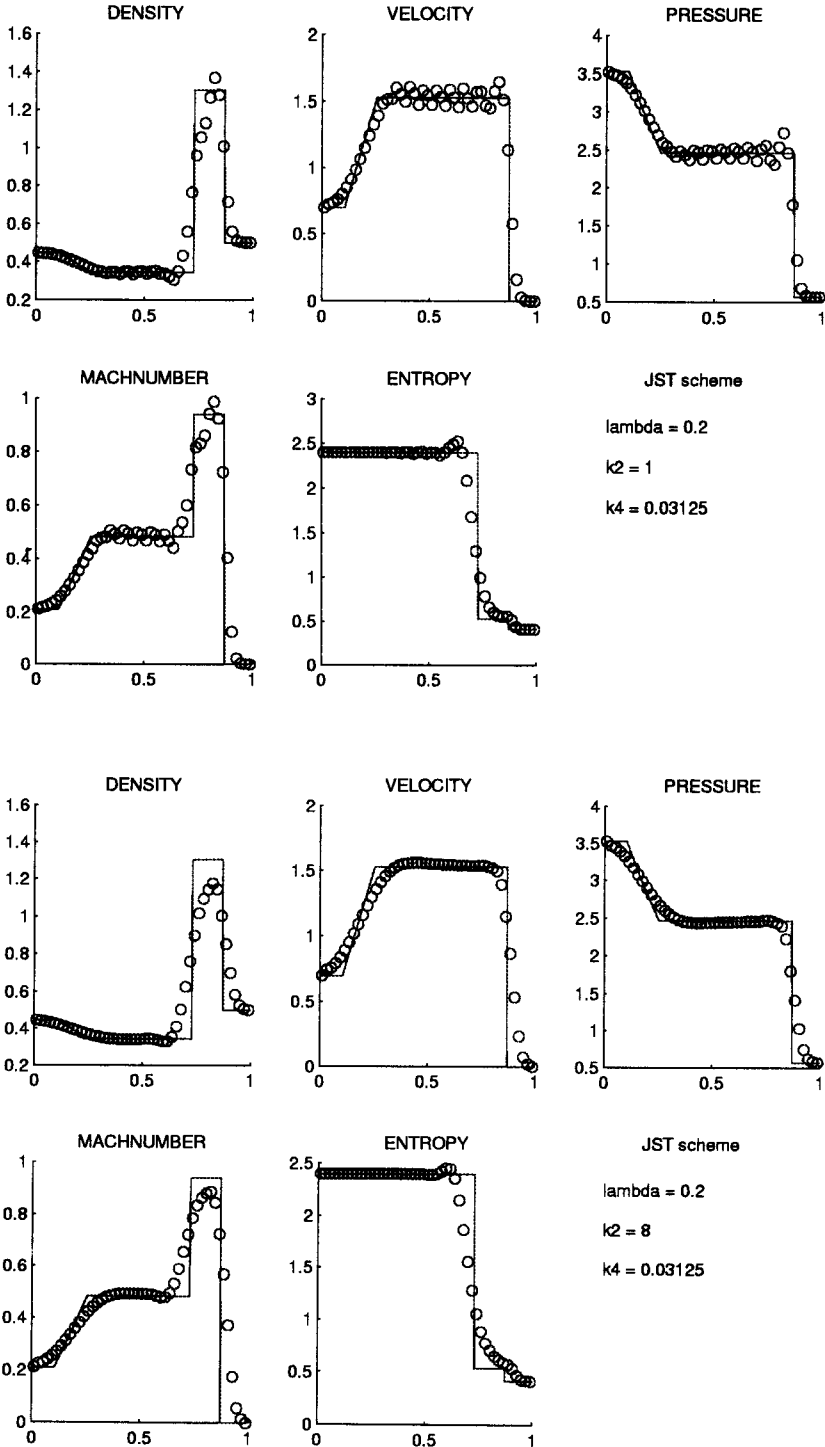 DENSITY VELOCITY PRESSURE
1.6 2 4
1.4 3.5
1.2 1.5 3
1 2.5
0.8 1 2
0.6 0.5 1.5
0.4 1
0.2 0 0.5
0 0.5 1 0 0.5 1 0 0.5 1
MACHNUMBER ENTROPY JST scheme
1 3
0.8 2.5 lambda = 0.2
0.6 2 k2 = 1
0.4 1.5 k4 = 0.03125
0.2 1
0 0.5
0
0 0.5 1 0 0.5 1
DENSITY VELOCITY PRESSURE
1.6 2 4
1.4 3.5
1.2 1.5 3
1 2.5
0.8 1 2
0.6 0.5 1.5
0.4 1
0.2 0 0.5
0 0.5 1 0 0.5 1 0 0.5 1
MACHNUMBER ENTROPY JST scheme
1 2.5
0.8 2 lambda = 0.2
0.6 1.5 k2 = 8
0.4 1 k4 = 0.03125
0.2 0.5
0 0
0 0.5 1 0 0.5 1